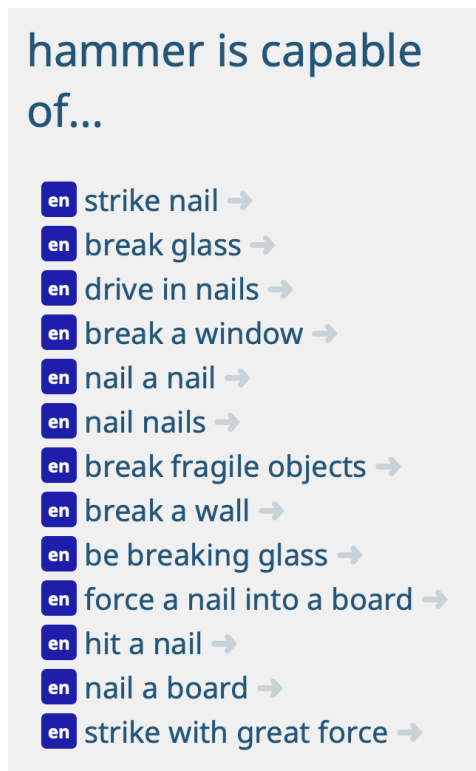 hammer is capable
of...
en strike nail ➜
en break glass ➜
en drive in nails ➜
en break a window ➜
en nail a nail ➜
en nail nails ➜
en break fragile objects ➜
en break a wall ➜
en be breaking glass ➜
en force a nail into a board ➜
en hit a nail ➜
en nail a board ➜
en strike with great force ➜